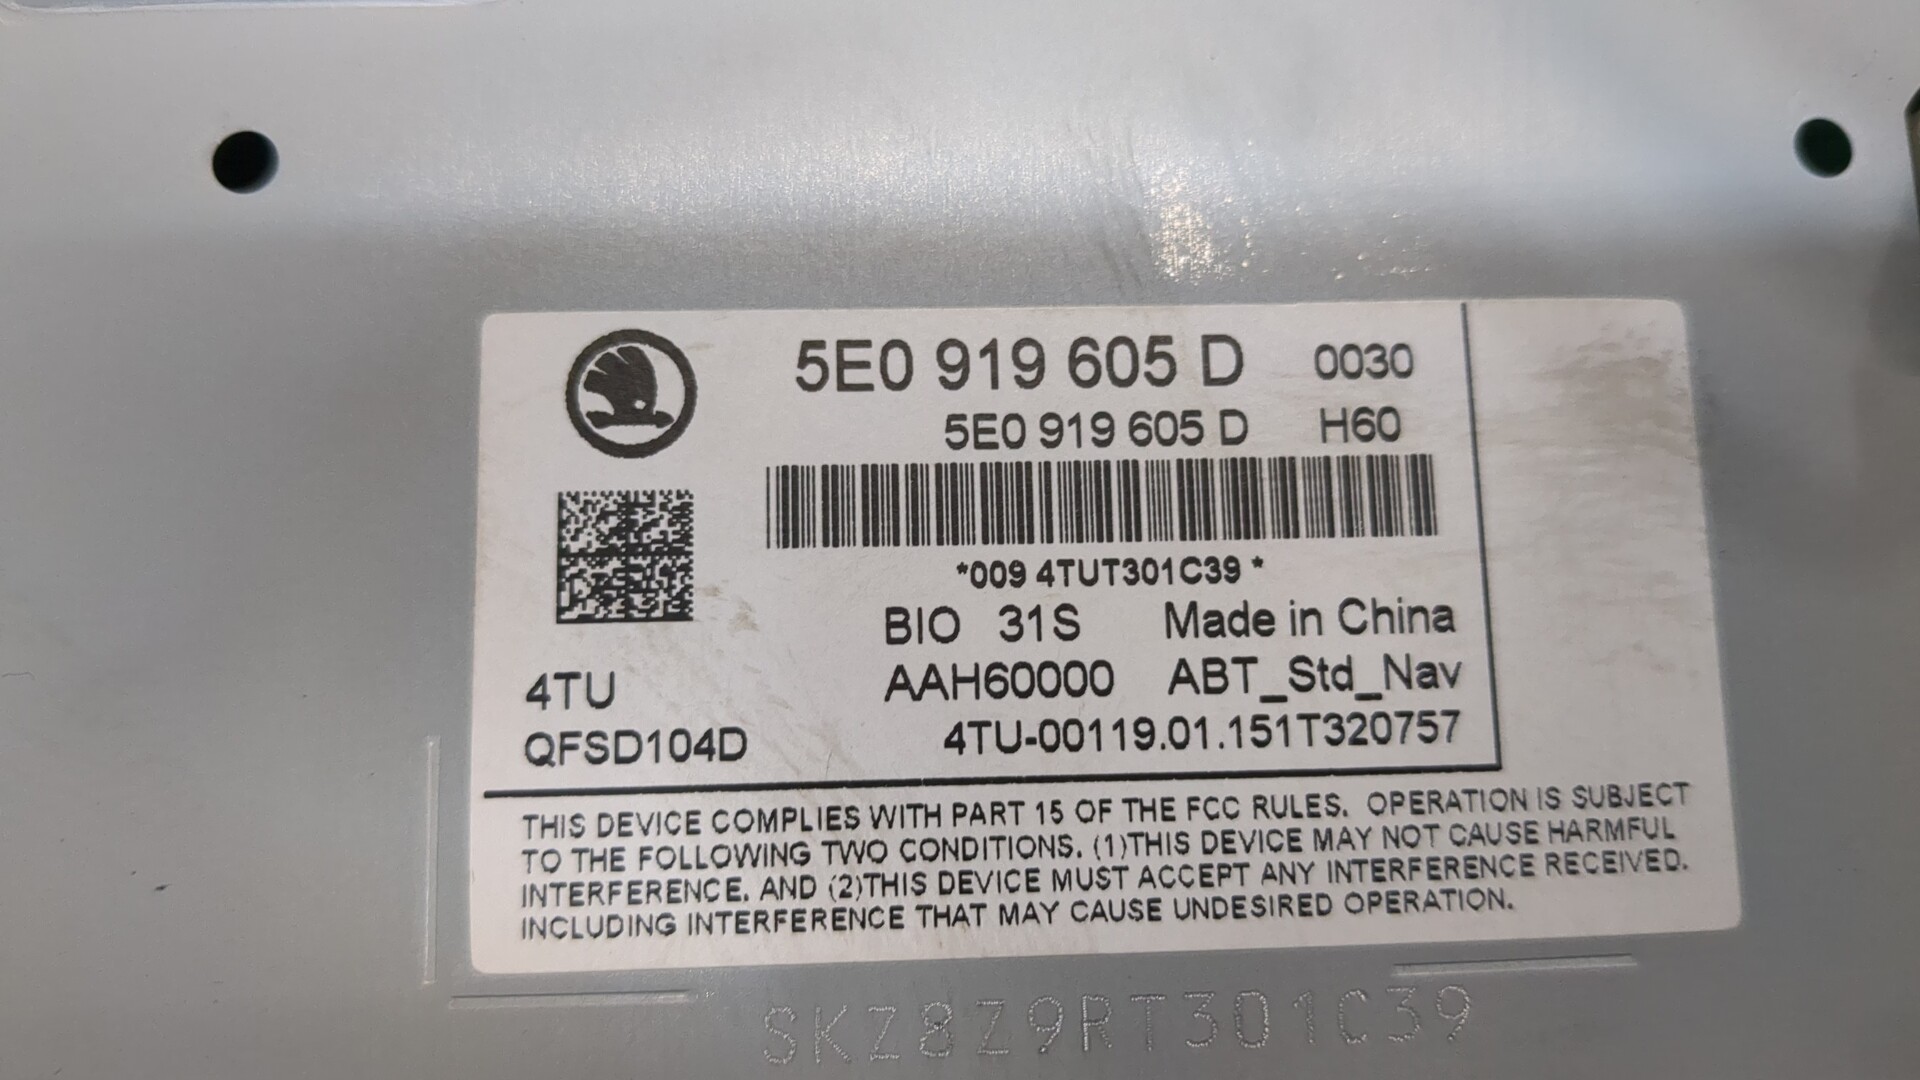 5E0 919 605 D 0030
5E0 919 605 D H60
*009 4TUT301C39 *
BIO 31S Made in China
4TU AAH60000 ABT_Std_Nav
QFSD104D 4TU-00119.01.151T320757
THIS DEVICE COMPLIES WITH PART 15 OF THE FCC RULES. OPERATION IS SUBJECT
TO THE FOLLOWING TWO CONDITIONS. (1)THIS DEVICE MAY NOT CAUSE HARMFUL
INTERFERENCE. AND (2)THIS DEVICE MUST ACCEPT ANY INTERFERENCE RECEIVED.
INCLUDING INTERFERENCE THAT MAY CAUSE UNDESIRED OPERATION.
SKZ8Z9RT301C39